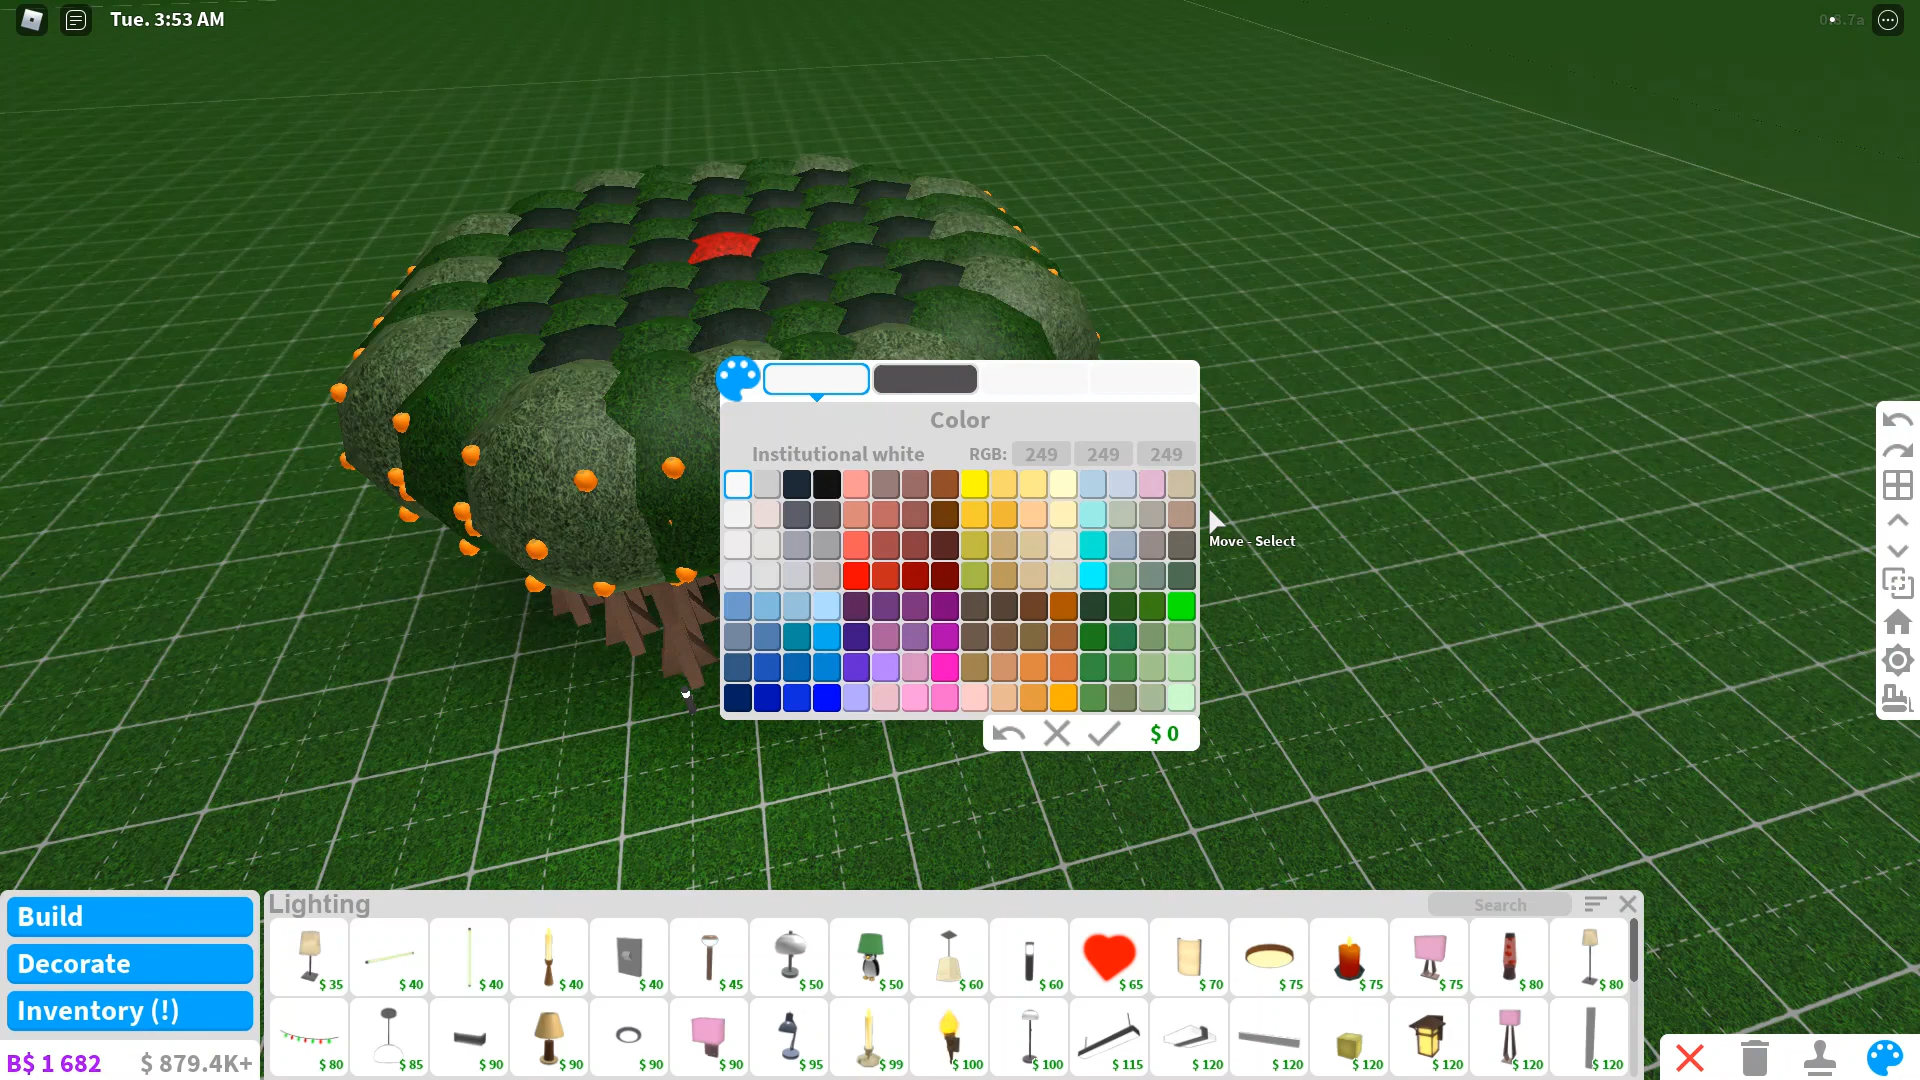 Tue. 3:53 AM
Color
Institutional white RGB: 249 249 249
Move - Select
$ 0
Build
Decorate
Inventory (!)
B$ 1 682 $ 879.4K+
Lighting
Search
$ 35 $ 40 $ 40 $ 40 $ 40 $ 45 $ 50 $ 50 $ 60 $ 60 $ 65 $ 70 $ 75 $ 75 $ 75 $ 80 $ 80
$ 80 $ 85 $ 90 $ 90 $ 90 $ 90 $ 95 $ 99 $ 100 $ 100 $ 115 $ 120 $ 120 $ 120 $ 120 $ 120 $ 120